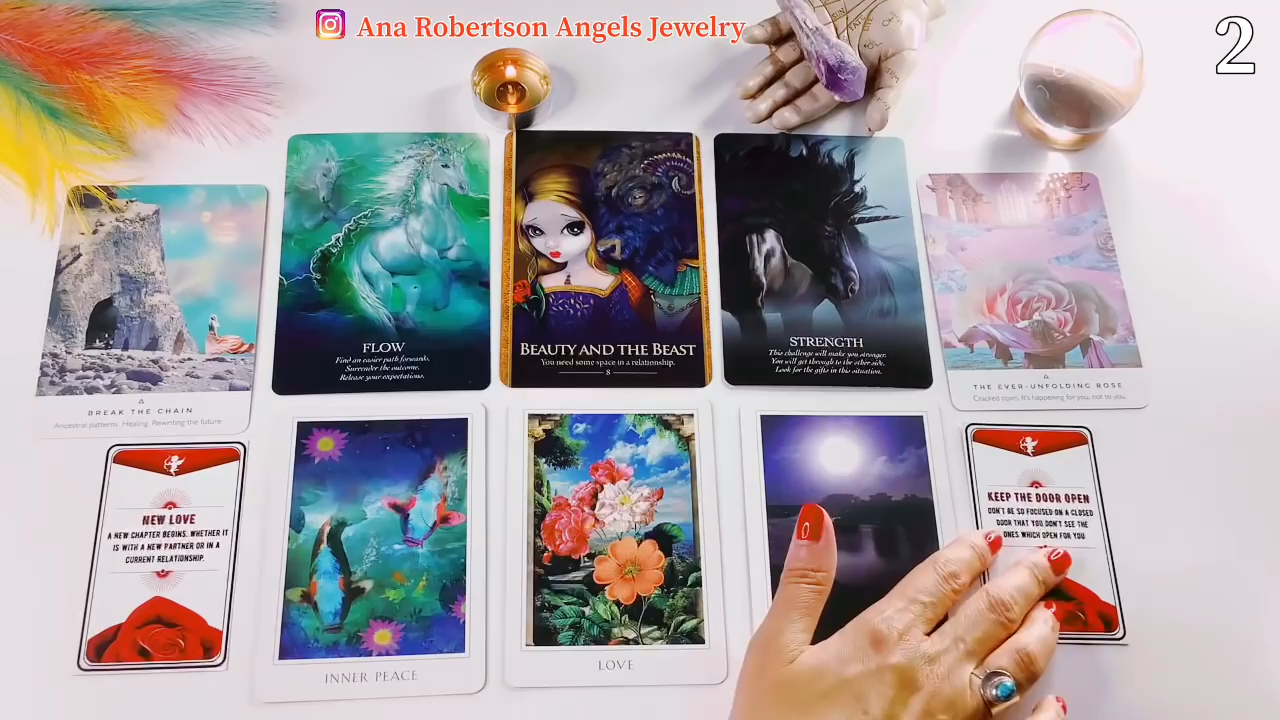 Ana Robertson Angels Jewelry
2
FLOW
Find an easier path forwards.
Surrender the outcome.
Release your expectations.
BEAUTY AND THE BEAST
You need some space in a relationship.
8
STRENGTH
This challenge will make you stronger.
You will get through to the other side.
Look for the gifts in this situation.
BREAK THE CHAIN
Ancestral patterns. Healing. Rewriting the future.
THE EVER-UNFOLDING ROSE
Cracked open. It's happening for you, not to you.
NEW LOVE
A NEW CHAPTER BEGINS. WHETHER IT
IS WITH A NEW PARTNER OR IN A
CURRENT RELATIONSHIP.
INNER PEACE
LOVE
KEEP THE DOOR OPEN
DON'T BE SO FOCUSED ON A CLOSED
DOOR THAT YOU DON'T SEE THE
ONES WHICH OPEN FOR YOU